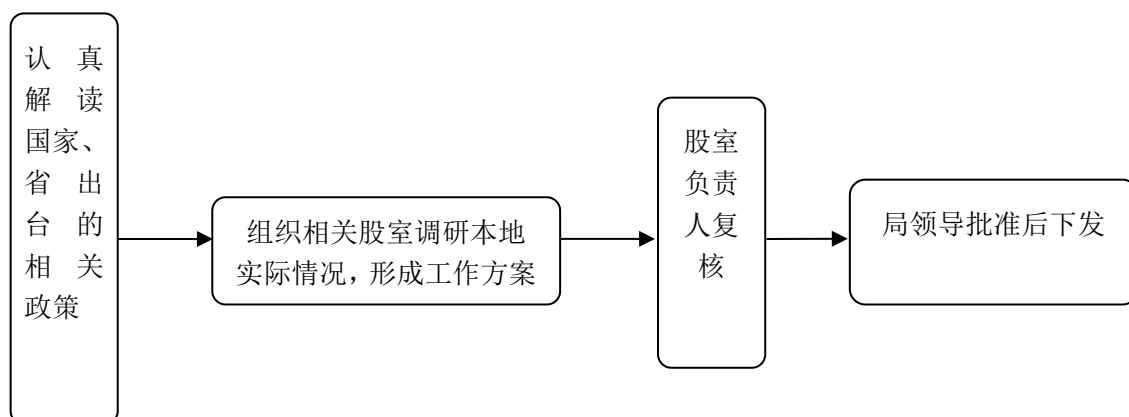 认真
解读
国家、
省出
台的
相关
政策
组织相关股室调研本地
实际情况，形成工作方案
股室
负责
人复
核
局领导批准后下发